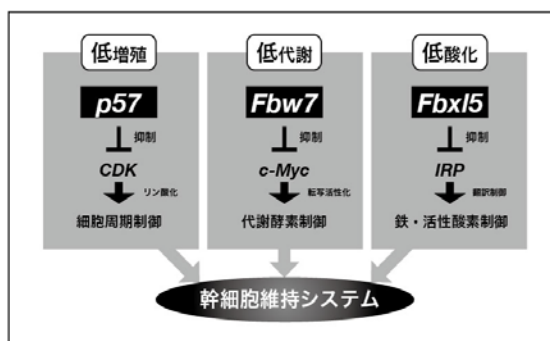 低増殖
p57
抑制
CDK
リン酸化
細胞周期制御
低代謝
Fbw7
抑制
c-Myc
転写活性化
代謝酵素制御
低酸化
Fbxl5
抑制
IRP
翻訳制御
鉄・活性酸素制御
幹細胞維持システム